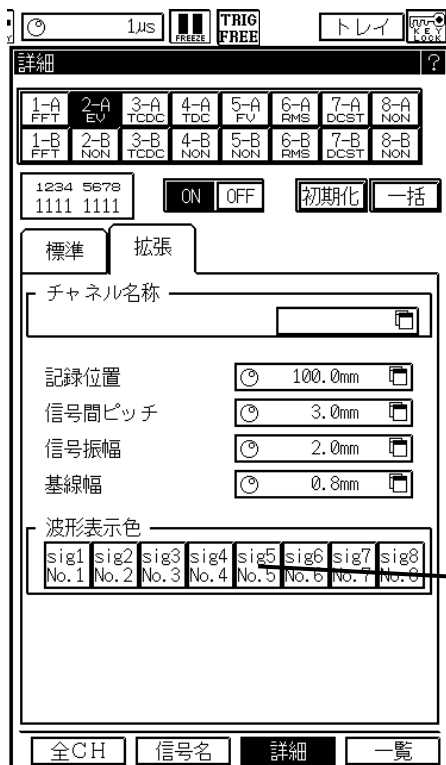 1μs FREEZE TRIG FREE トレイ KEY LOCK
詳細 ?
1-A FFT 2-A EV 3-A TCDC 4-A TDC 5-A FV 6-A RMS 7-A DCST 8-A NON
1-B FFT 2-B NON 3-B TCDC 4-B NON 5-B NON 6-B RMS 7-B DCST 8-B NON
1234 5678
1111 1111
ON OFF 初期化 一括
標準 拡張
チャネル名称
記録位置 100.0mm
信号間ピッチ 3.0mm
信号振幅 2.0mm
基線幅 0.8mm
波形表示色
sig1 sig2 sig3 sig4 sig5 sig6 sig7 sig8
No.1 No.2 No.3 No.4 No.5 No.6 No.7 No.8
全CH 信号名 詳細 一覧